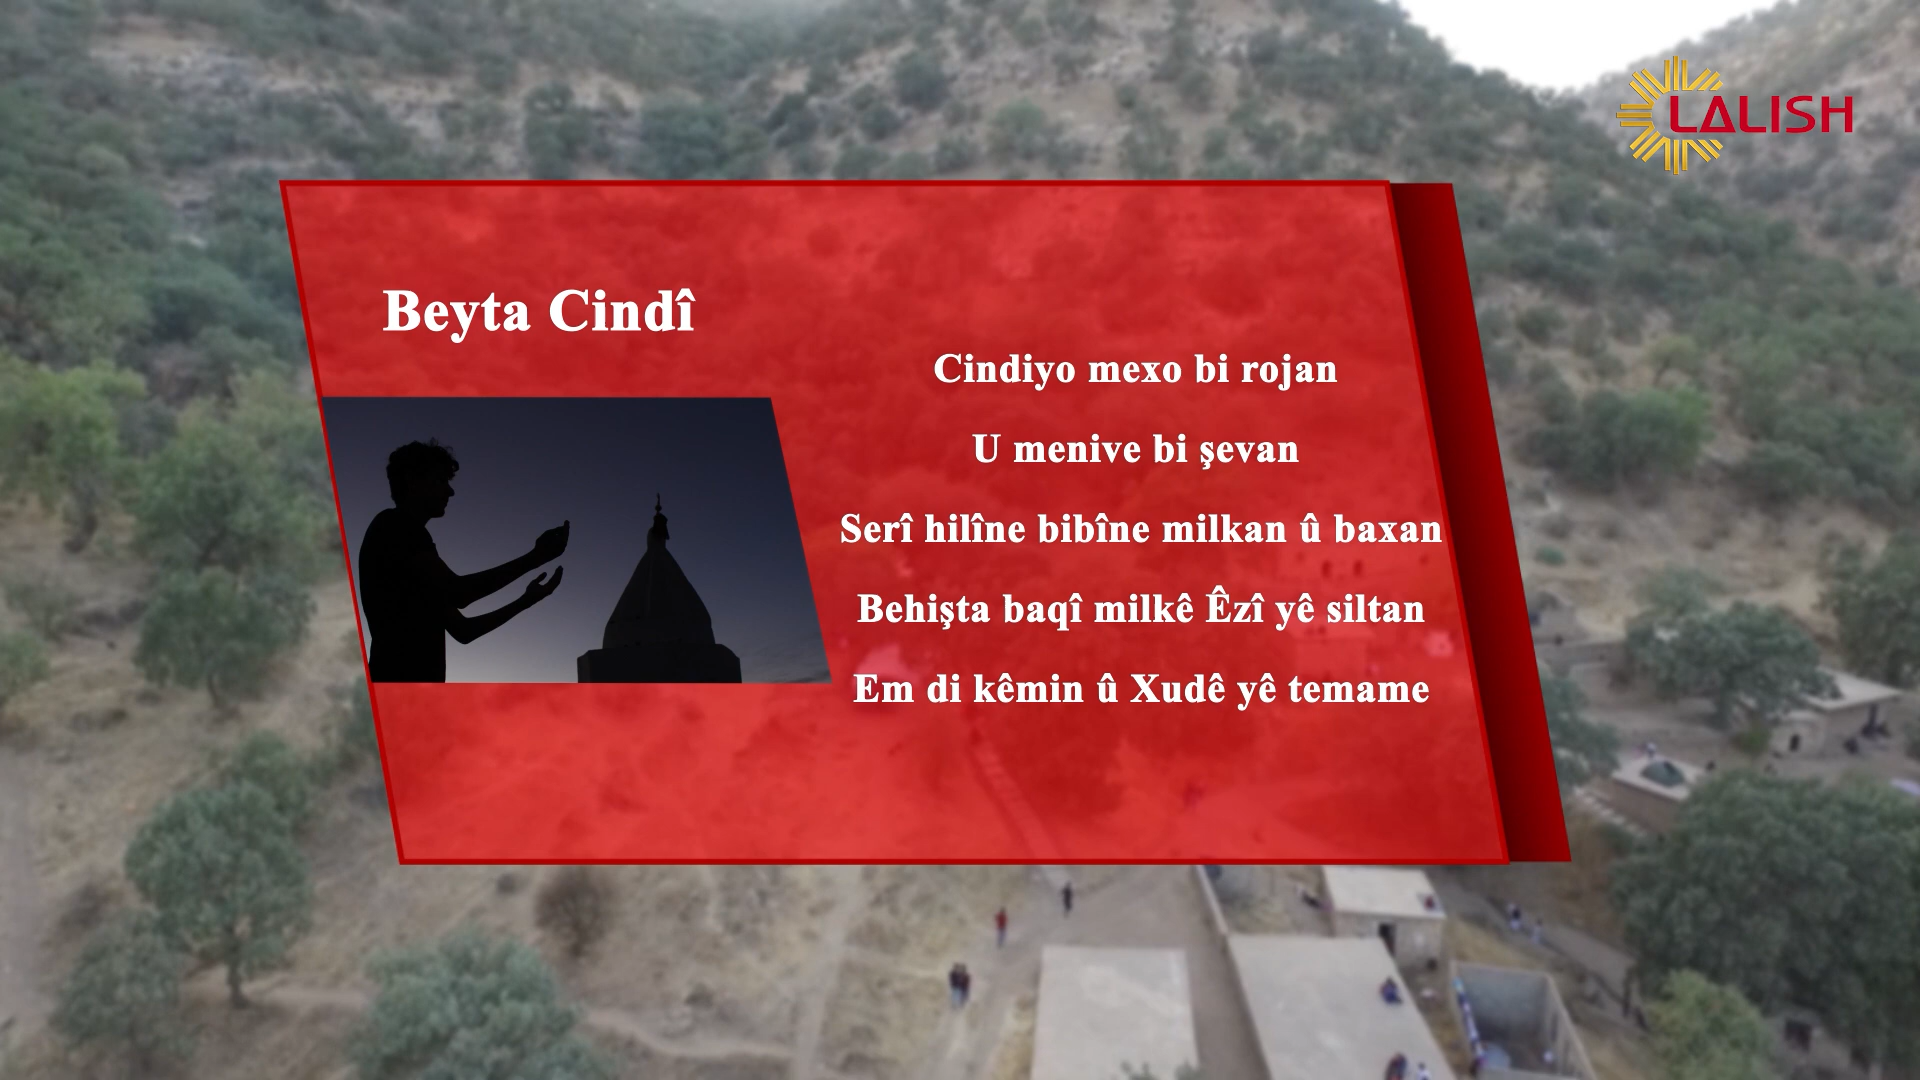 LALISH
Beyta Cindî
Cindiyo mexo bi rojan
U menive bi şevan
Serî hilîne bibîne milkan û baxan
Behişta baqî milkê Êzî yê siltan
Em di kêmin û Xudê yê temame